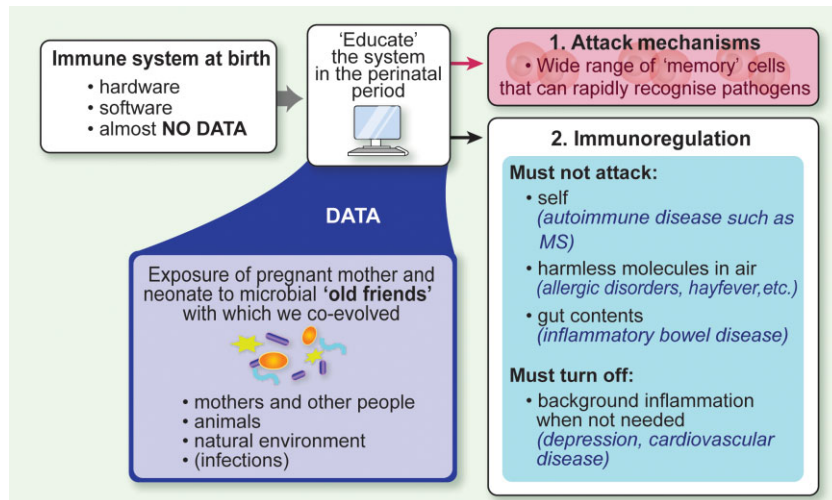 Immune system at birth
• hardware
• software
• almost NO DATA
‘Educate’
the system
in the perinatal
period
1. Attack mechanisms
• Wide range of ‘memory’ cells
that can rapidly recognise pathogens
2. Immunoregulation
Must not attack:
• self
(autoimmune disease such as
MS)
• harmless molecules in air
(allergic disorders, hayfever,etc.)
• gut contents
(inflammatory bowel disease)
Must turn off:
• background inflammation
when not needed
(depression, cardiovascular
disease)
DATA
Exposure of pregnant mother and
neonate to microbial ‘old friends’
with which we co-evolved
• mothers and other people
• animals
• natural environment
• (infections)